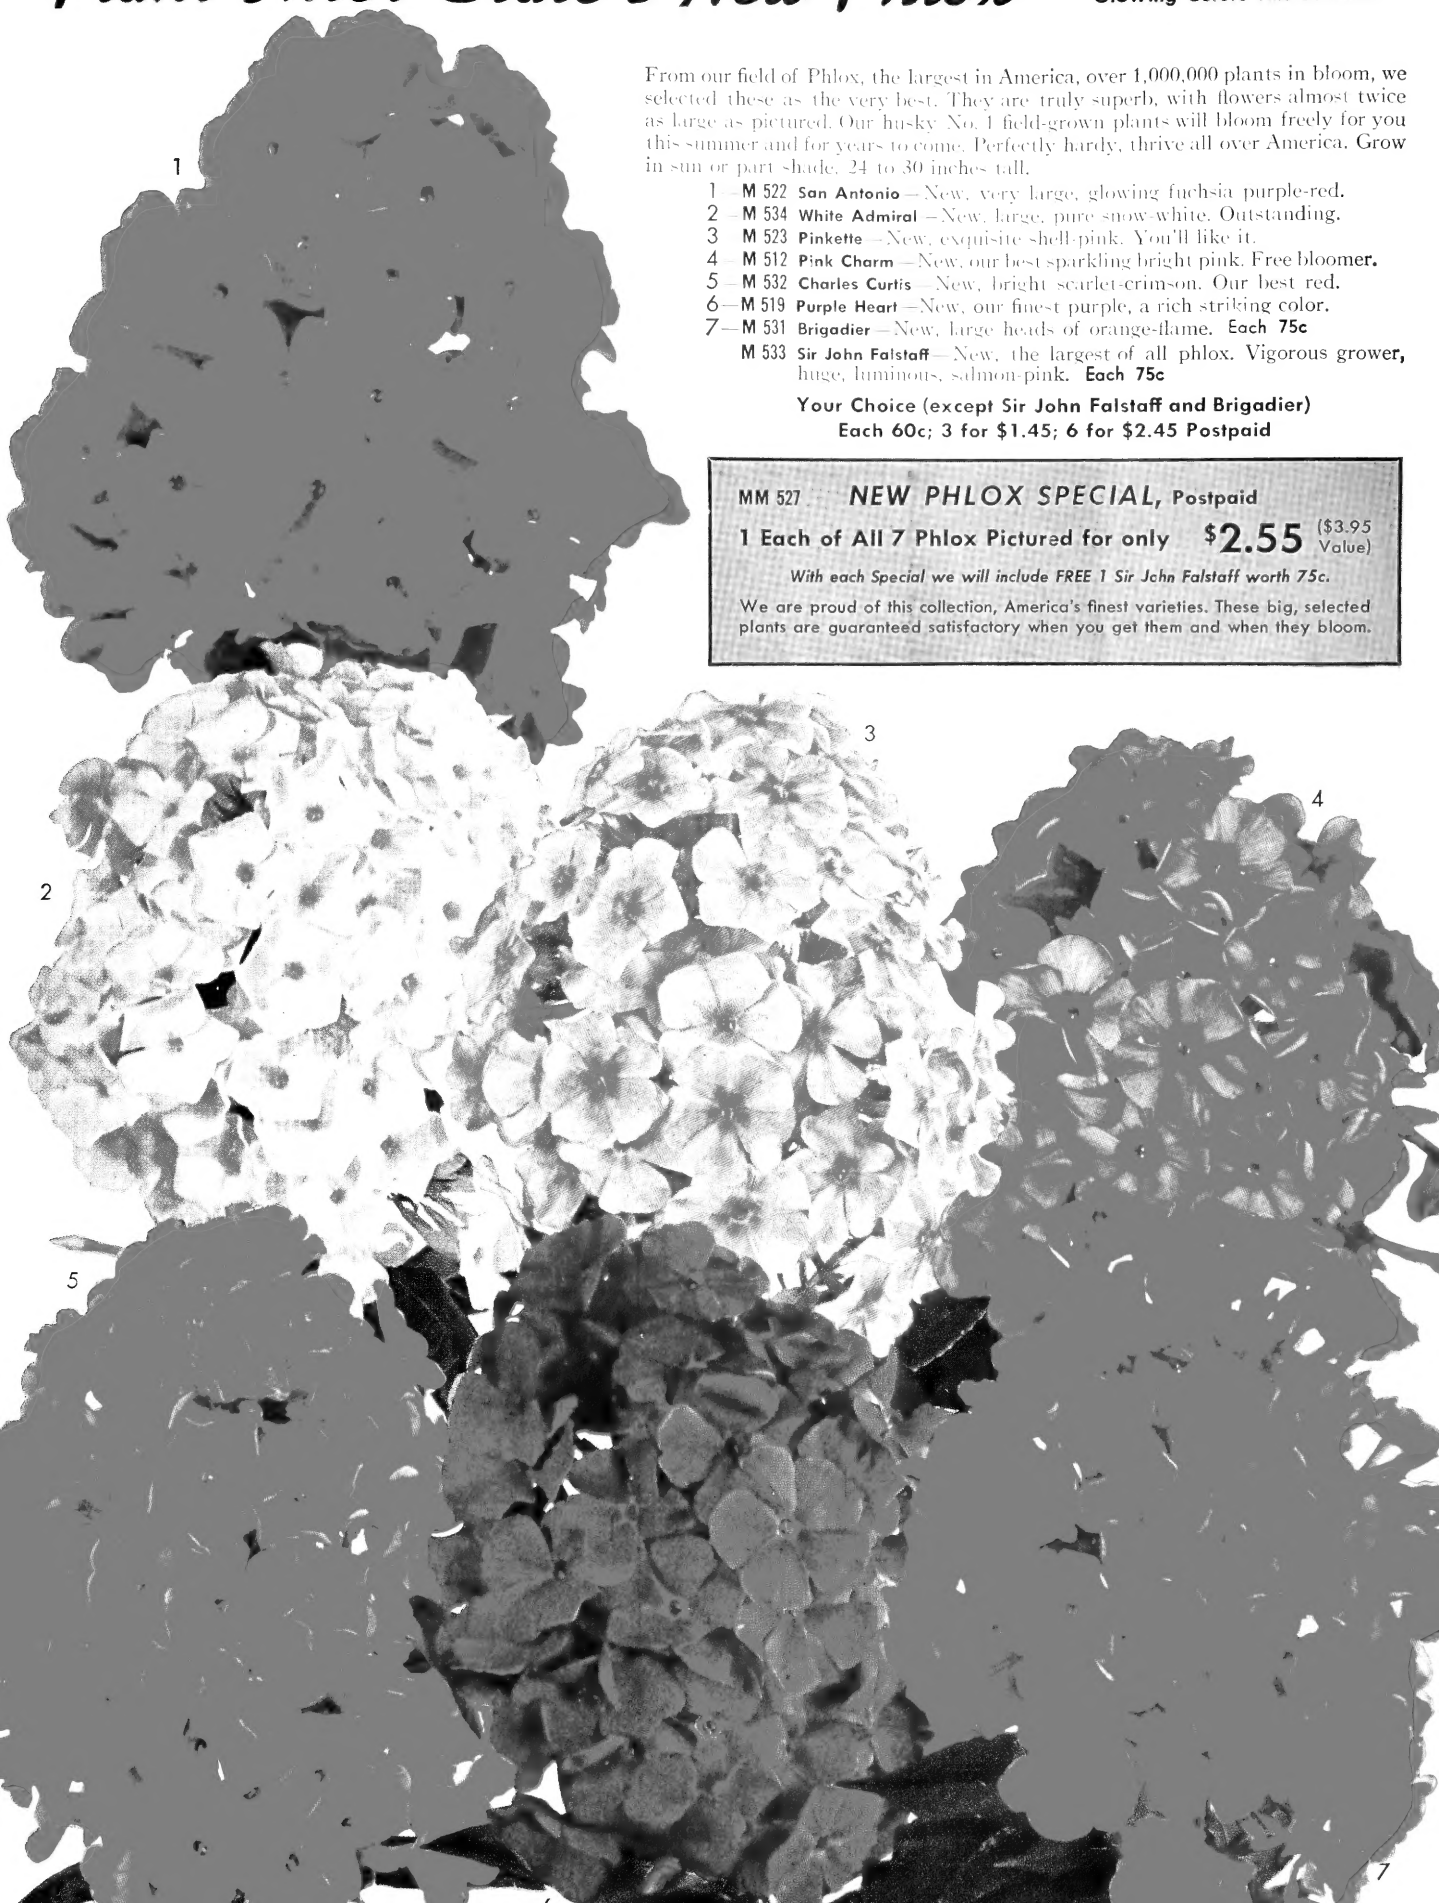 From our field of Phlox, the largest in America, over 1,000,000 plants in bloom, we
selected these as the very best. They are truly superb, with flowers almost twice
as large as pictured. Our husky No. 1 field-grown plants will bloom freely for you
this summer and for years to come. Perfectly hardy, thrive all over America. Grow
in sun or part shade. 24 to 30 inches tall.
1 — M 522 San Antonio — New, very large, glowing fuchsia purple-red.
2 — M 534 White Admiral — New, large, pure snow-white. Outstanding.
3 — M 523 Pinkette — New, exquisite shell-pink. You'll like it.
4 — M 512 Pink Charm — New, our best sparkling bright pink. Free bloomer.
5 — M 532 Charles Curtis — New, bright scarlet-crimson. Our best red.
6 — M 519 Purple Heart — New, our finest purple, a rich striking color.
7 — M 531 Brigadier — New, large heads of orange-flame. Each 75c
M 533 Sir John Falstaff — New, the largest of all phlox. Vigorous grower,
huge, luminous, salmon-pink. Each 75c
Your Choice (except Sir John Falstaff and Brigadier)
Each 60c; 3 for $1.45; 6 for $2.45 Postpaid
MM 527 NEW PHLOX SPECIAL, Postpaid
1 Each of All 7 Phlox Pictured for only $2.55 ($3.95 Value)
With each Special we will include FREE 1 Sir John Falstaff worth 75c.
We are proud of this collection, America's finest varieties. These big, selected
plants are guaranteed satisfactory when you get them and when they bloom.
1
3
4
2
5
7